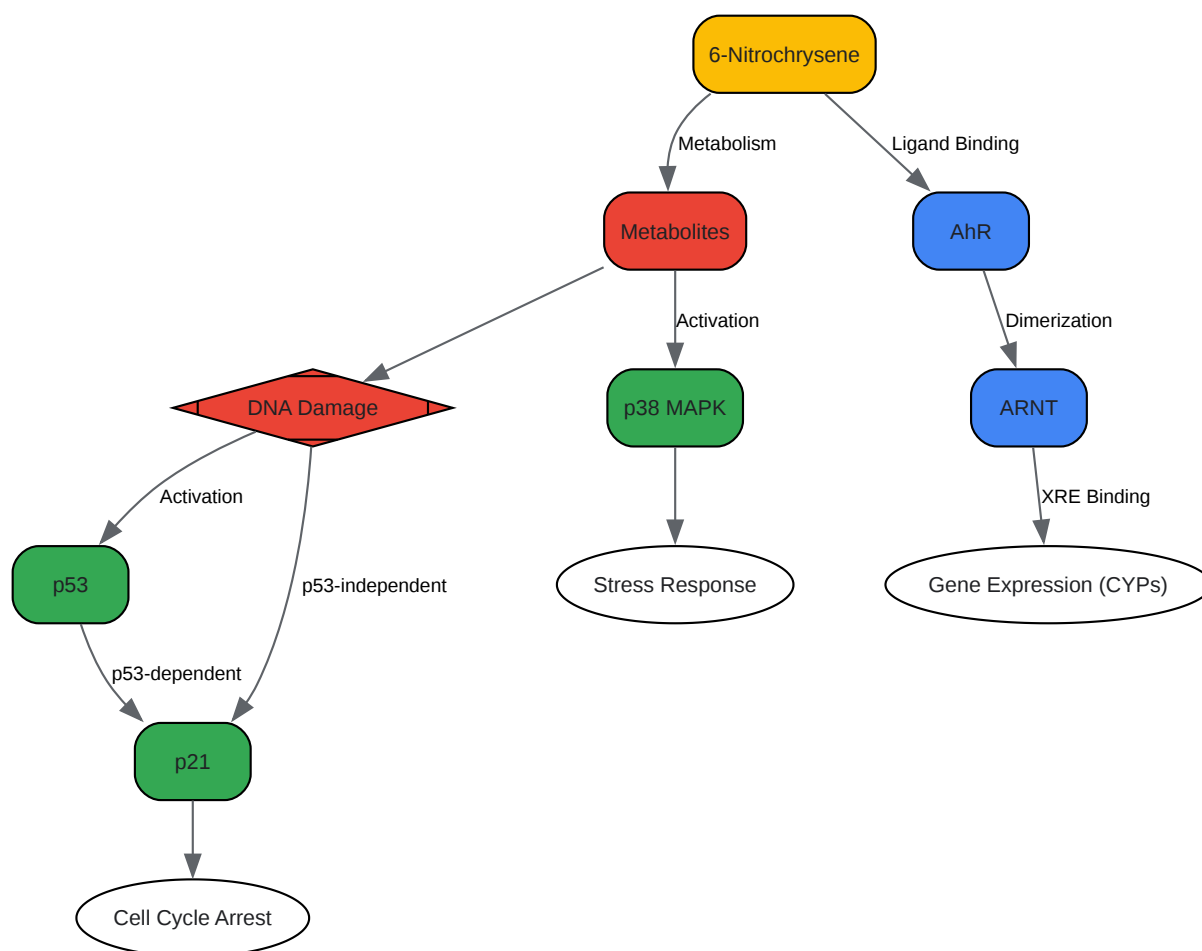 6-Nitrochrysene
Metabolism
Ligand Binding
Metabolites
AhR
Activation
Dimerization
DNA Damage
p38 MAPK
ARNT
Activation
XRE Binding
p53
p53-independent
Stress Response
Gene Expression (CYPs)
p53-dependent
p21
Cell Cycle Arrest